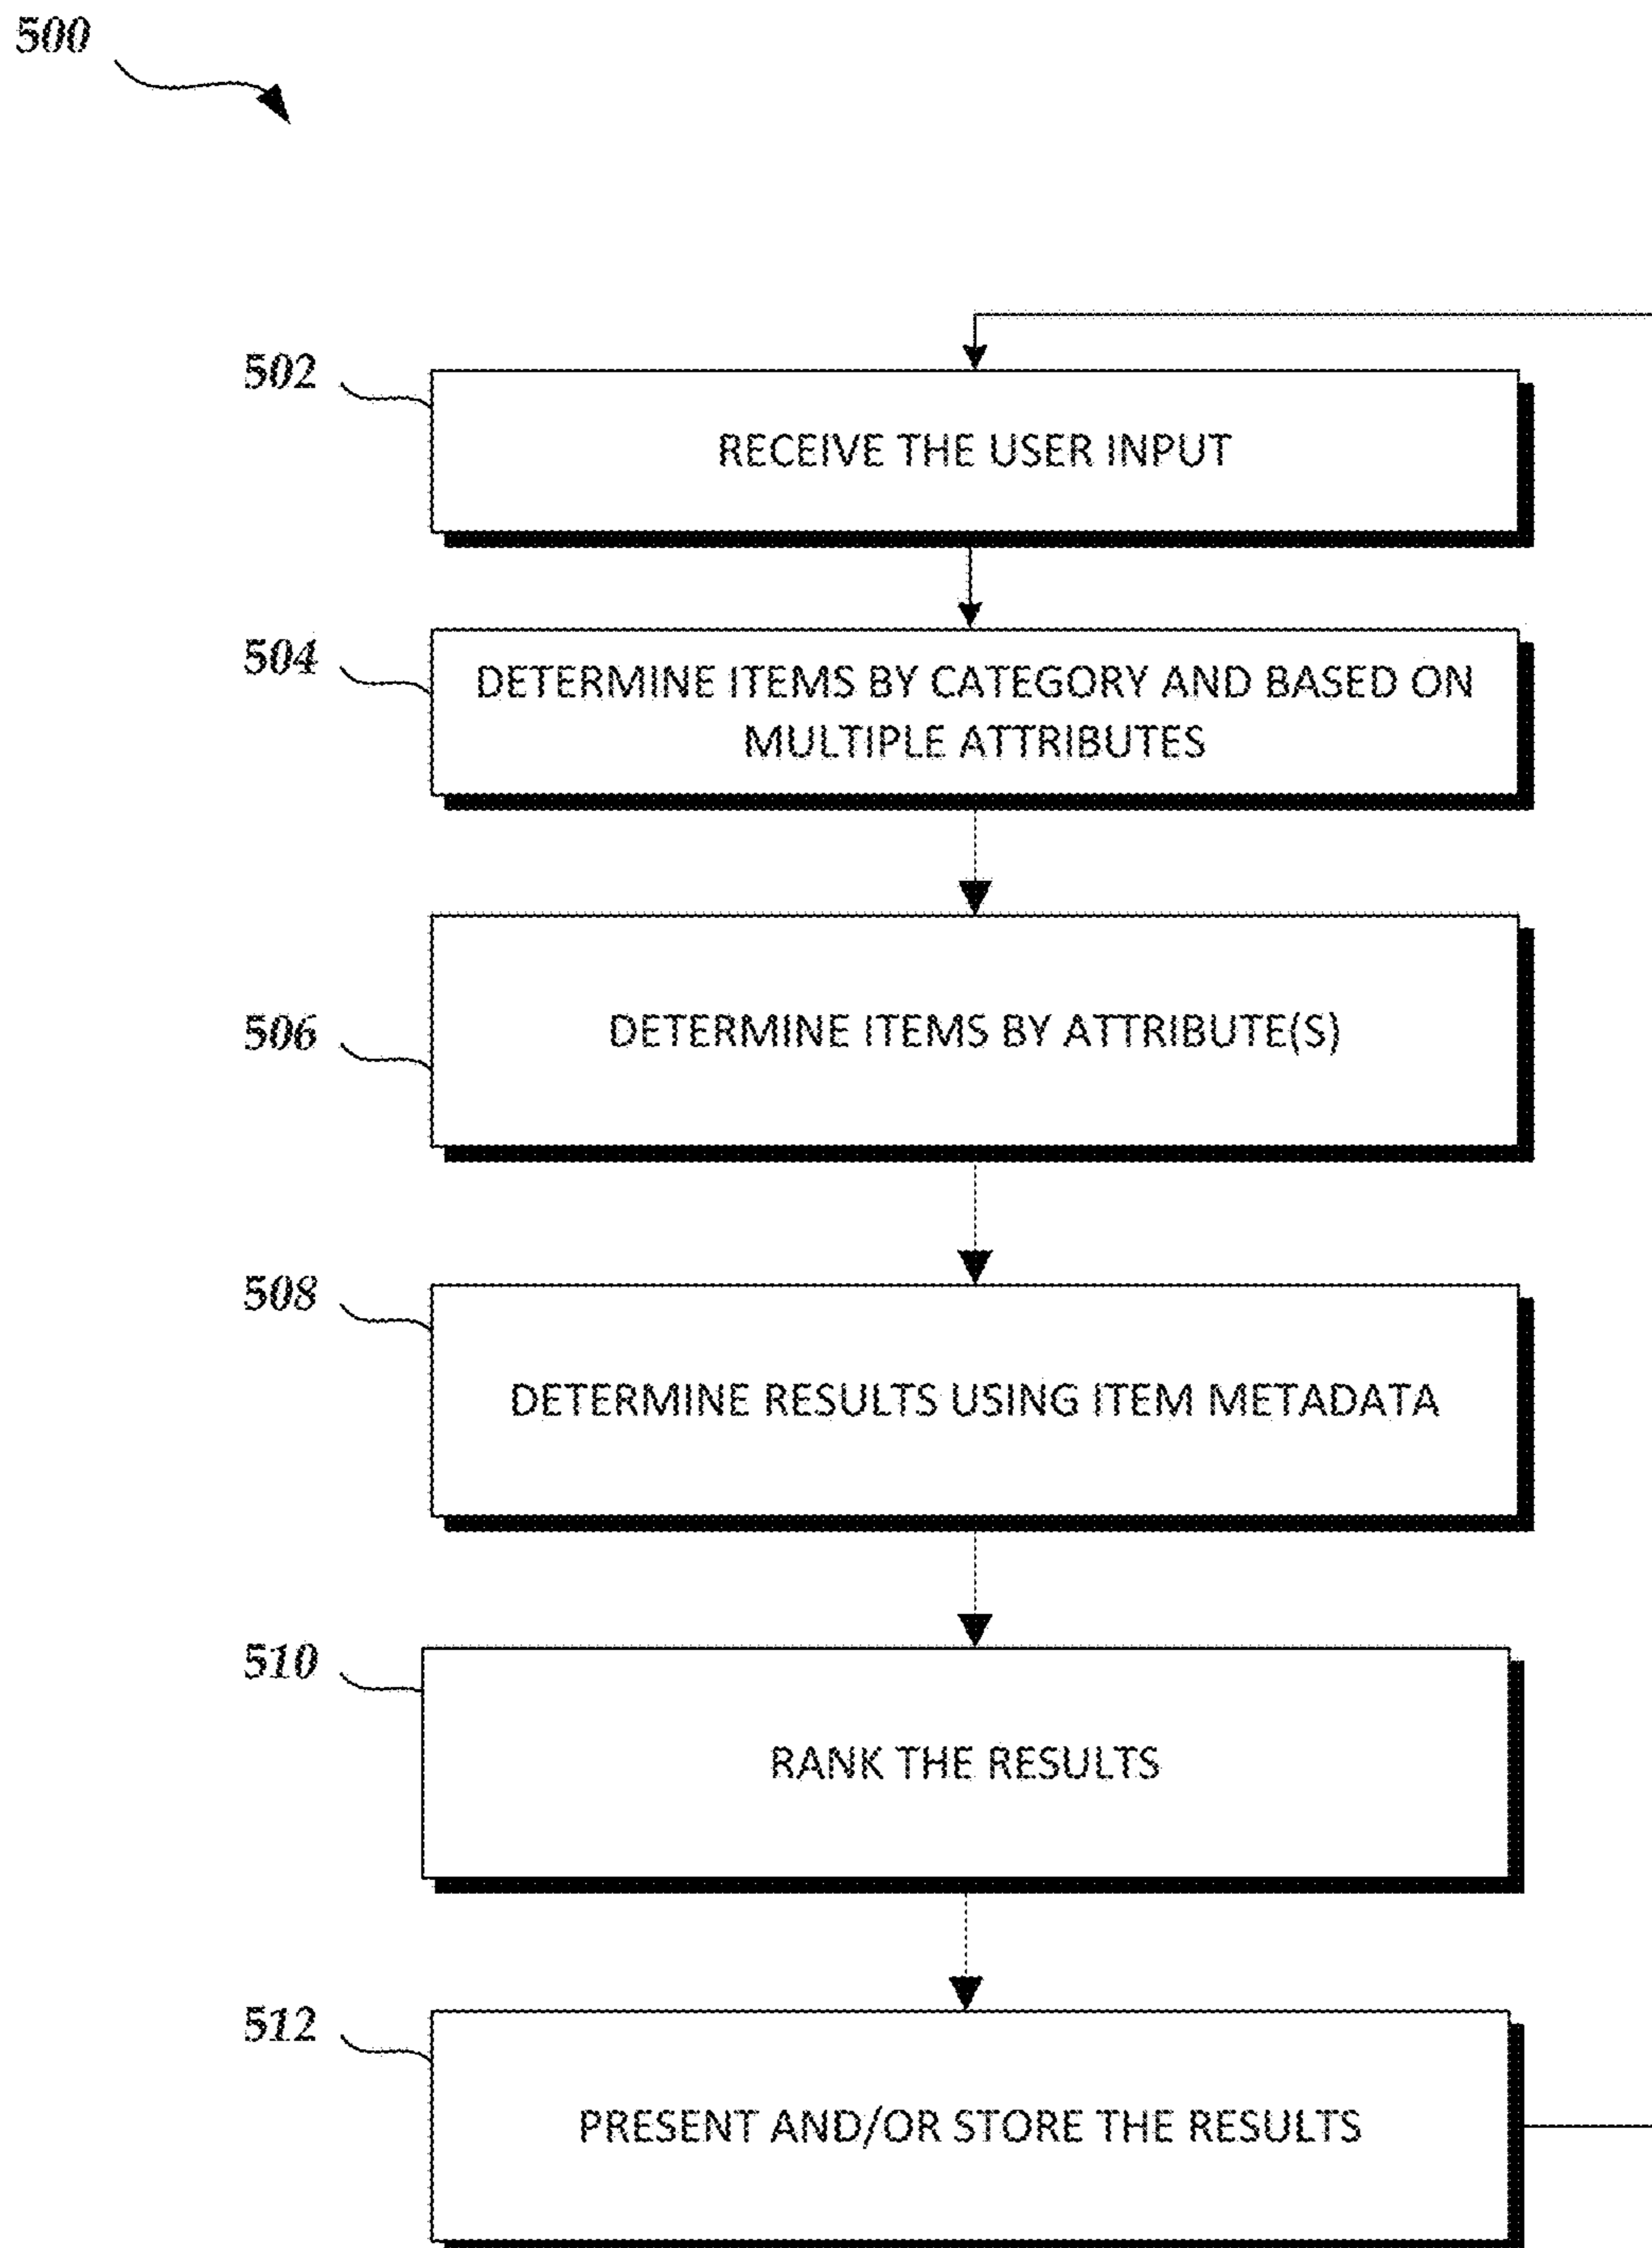 500
502
RECEIVE THE USER INPUT
504
DETERMINE ITEMS BY CATEGORY AND BASED ON
MULTIPLE ATTRIBUTES
506
DETERMINE ITEMS BY ATTRIBUTE(S)
508
DETERMINE RESULTS USING ITEM METADATA
510
RANK THE RESULTS
512
PRESENT AND/OR STORE THE RESULTS